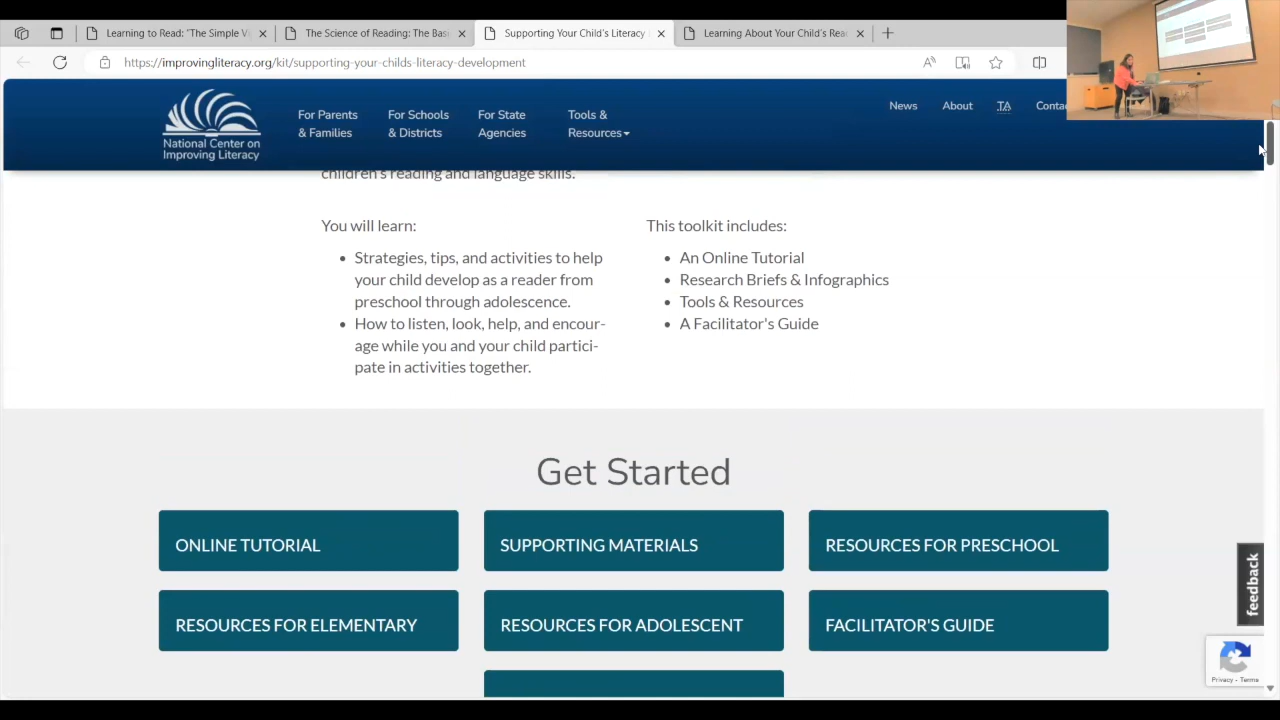 Learning to Read: "The Simple V
The Science of Reading: The Bas
Supporting Your Child's Literacy
Learning About Your Child's Rea
https://improvingliteracy.org/kit/supporting-your-childs-literacy-development
National Center on
Improving Literacy
For Parents
& Families
For Schools
& Districts
For State
Agencies
Tools &
Resources
News
About
TA
Conta
children's reading and language skills.
You will learn:
Strategies, tips, and activities to help
your child develop as a reader from
preschool through adolescence.
How to listen, look, help, and encour-
age while you and your child partici-
pate in activities together.
This toolkit includes:
An Online Tutorial
Research Briefs & Infographics
Tools & Resources
A Facilitator's Guide
Get Started
ONLINE TUTORIAL
SUPPORTING MATERIALS
RESOURCES FOR PRESCHOOL
RESOURCES FOR ELEMENTARY
RESOURCES FOR ADOLESCENT
FACILITATOR'S GUIDE
feedback
Privacy - Terms